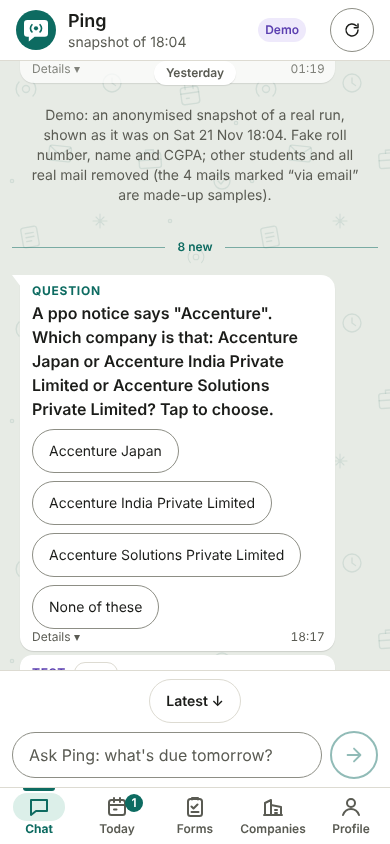 Ping
snapshot of 18:04
Demo
Details ▾
01:19
Yesterday
Demo: an anonymised snapshot of a real run,
shown as it was on Sat 21 Nov 18:04. Fake roll
number, name and CGPA; other students and all
real mail removed (the 4 mails marked “via email”
are made-up samples).
8 new
QUESTION
A ppo notice says "Accenture".
Which company is that: Accenture
Japan or Accenture India Private
Limited or Accenture Solutions
Private Limited? Tap to choose.
Accenture Japan
Accenture India Private Limited
Accenture Solutions Private Limited
None of these
Details ▾
18:17
Latest ↓
Ask Ping: what's due tomorrow?
1
Chat
Today
Forms
Companies
Profile